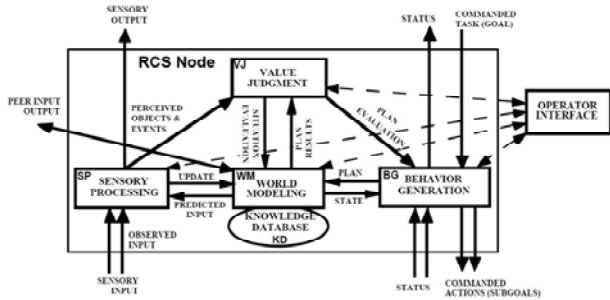 SENSORY
OUTPUT
STATUS
COMMANDED
TASK (GOAL)
RCS Node
VJ
VALUE
JUDGMENT
PEER INPUT
OUTPUT
PERCEIVED
OBJECTS &
EVENTS
SITUATION
EVALUATION
PLAN
RESULTS
PLAN
EVALUATION
OPERATOR
INTERFACE
SP
SENSORY
PROCESSING
UPDATE
PREDICTED
INPUT
WM
WORLD
MODELING
PLAN
STATE
BG
BEHAVIOR
GENERATION
KNOWLEDGE
DATABASE
KD
OBSERVED
INPUT
SENSORY
INPUT
STATUS
COMMANDED
ACTIONS (SUBGOALS)